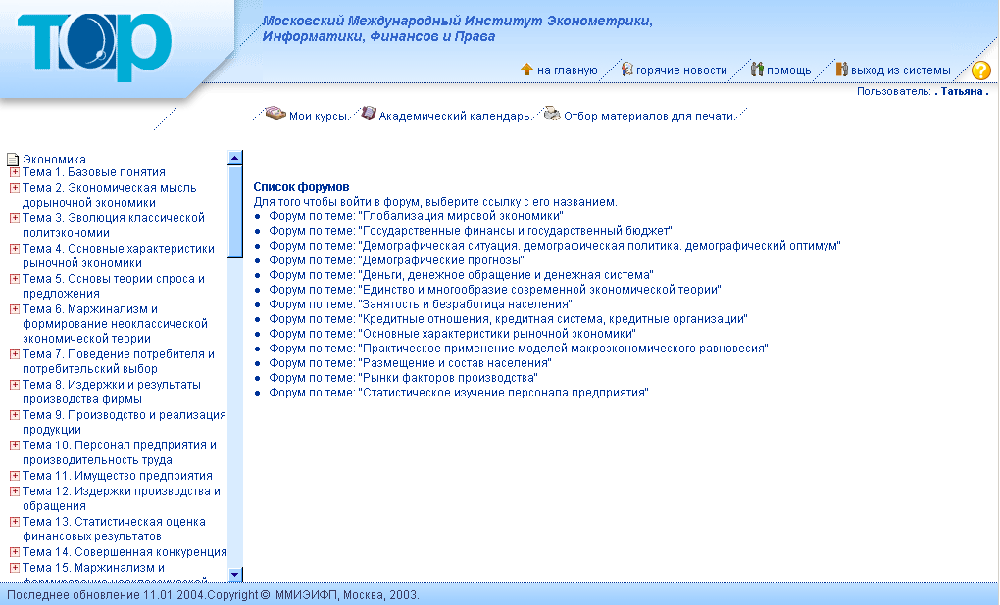 тор
Московский Международный Институт Эконометрики,
Информатики, Финансов и Права
на главную горячие новости помощь выход из системы ?
Пользователь: . Татьяна .
Мои курсы. Академический календарь. Отбор материалов для печати.
Экономика
Тема 1. Базовые понятия
Тема 2. Экономическая мысль
дорыночной экономики
Тема 3. Эволюция классической
политэкономии
Тема 4. Основные характеристики
рыночной экономики
Тема 5. Основы теории спроса и
предложения
Тема 6. Маржинализм и
формирование неоклассической
экономической теории
Тема 7. Поведение потребителя и
потребительский выбор
Тема 8. Издержки и результаты
производства фирмы
Тема 9. Производство и реализация
продукции
Тема 10. Персонал предприятия и
производительность труда
Тема 11. Имущество предприятия
Тема 12. Издержки производства и
обращения
Тема 13. Статистическая оценка
финансовых результатов
Тема 14. Совершенная конкуренция
Тема 15. Маржинализм и
формирование неоклассической
Список форумов
Для того чтобы войти в форум, выберите ссылку с его названием.
Форум по теме: "Глобализация мировой экономики"
Форум по теме: "Государственные финансы и государственный бюджет"
Форум по теме: "Демографическая ситуация. демографическая политика. демографический оптимум"
Форум по теме: "Демографические прогнозы"
Форум по теме: "Деньги, денежное обращение и денежная система"
Форум по теме: "Единство и многообразие современной экономической теории"
Форум по теме: "Занятость и безработица населения"
Форум по теме: "Кредитные отношения, кредитная система, кредитные организации"
Форум по теме: "Основные характеристики рыночной экономики"
Форум по теме: "Практическое применение моделей макроэкономического равновесия"
Форум по теме: "Размещение и состав населения"
Форум по теме: "Рынки факторов производства"
Форум по теме: "Статистическое изучение персонала предприятия"
Последнее обновление 11.01.2004.Copyright © ММИЭИФП, Москва, 2003.